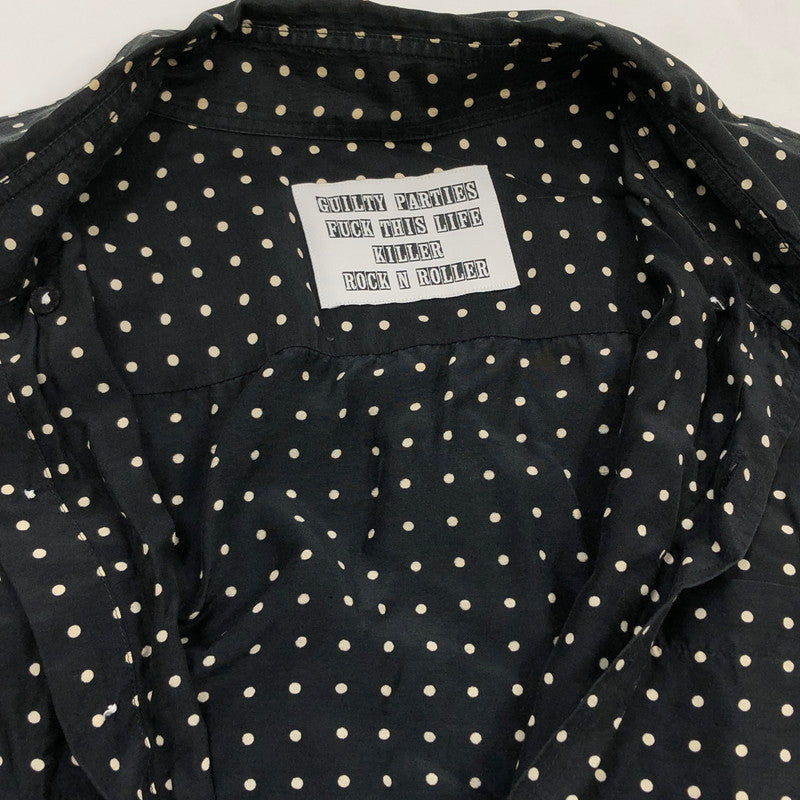 GUILTY PARTIES
FUCK THIS LIFE
KILLER
ROCK N ROLLER